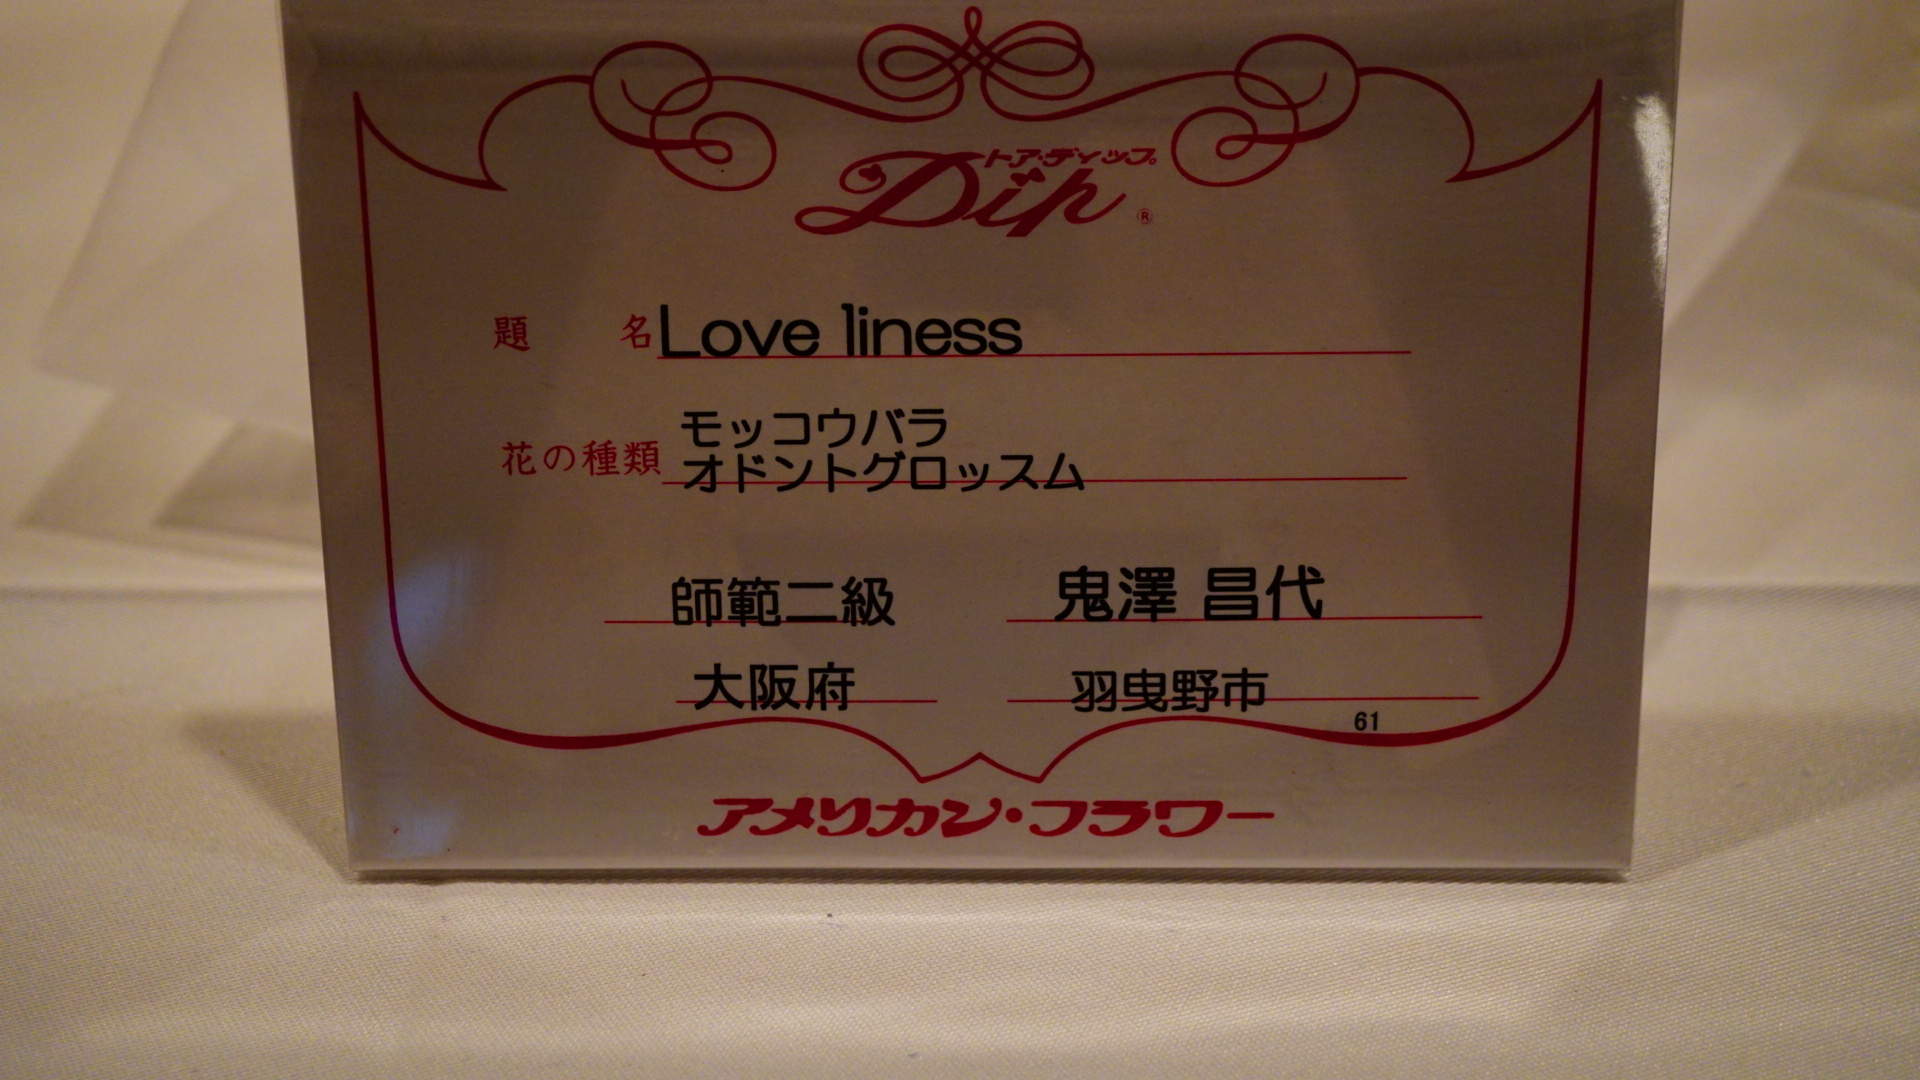 トア・ディップ®
Dip
題 名 Love liness
花の種類 モッコウバラ
オドントグロッスム
師範二級 鬼澤 昌代
大阪府 羽曳野市
61
アメリカン・フラワー